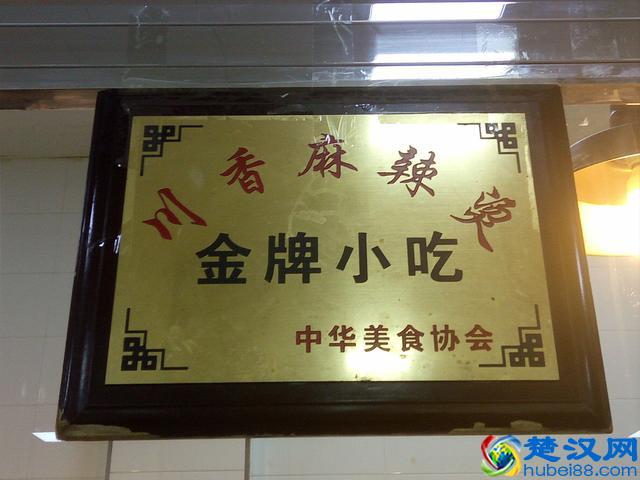 川香麻辣烫
金牌小吃
中华美食协会
楚汉网
hubei88.com